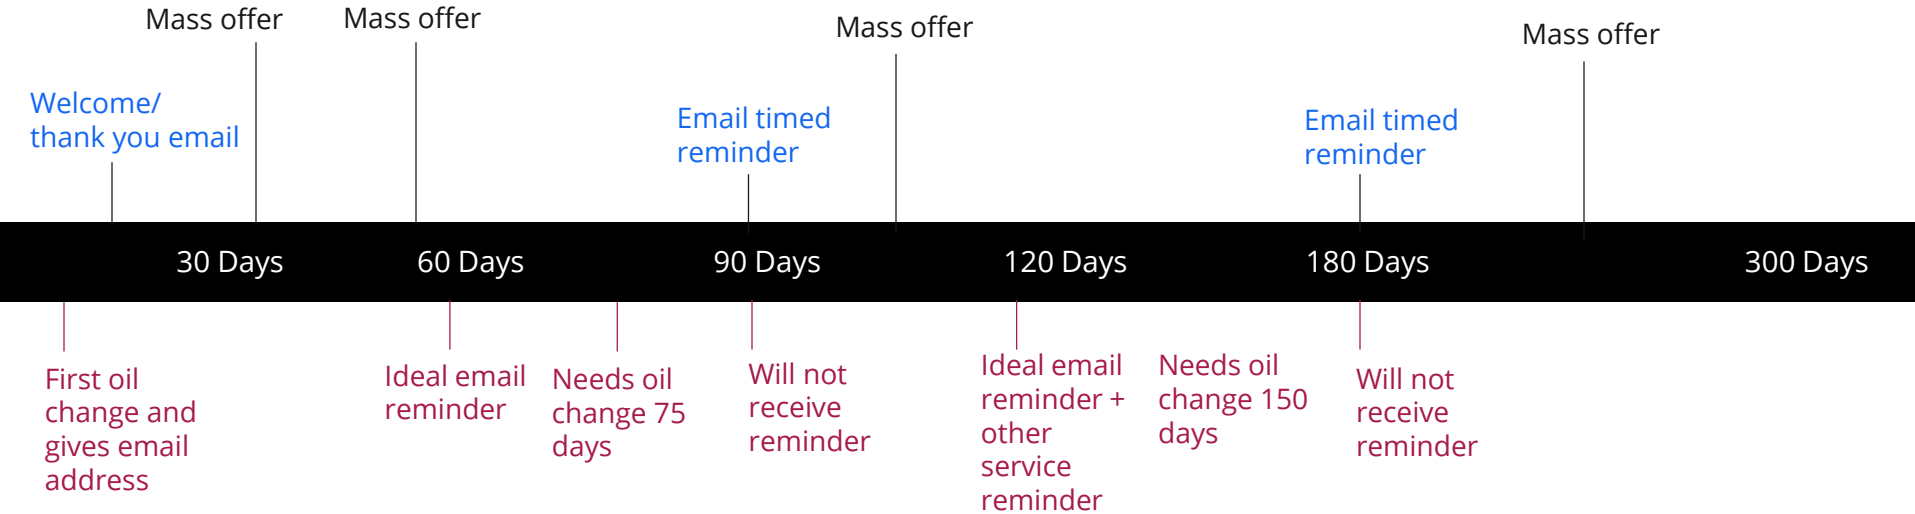 Mass offer
Mass offer
Mass offer
Mass offer
Welcome/
thank you email
Email timed
reminder
Email timed
reminder
30 Days
60 Days
90 Days
120 Days
180 Days
300 Days
First oil
change and
gives email
address
Ideal email
reminder
Needs oil
change 75
days
Will not
receive
reminder
Ideal email
reminder +
other
service
reminder
Needs oil
change 150
days
Will not
receive
reminder